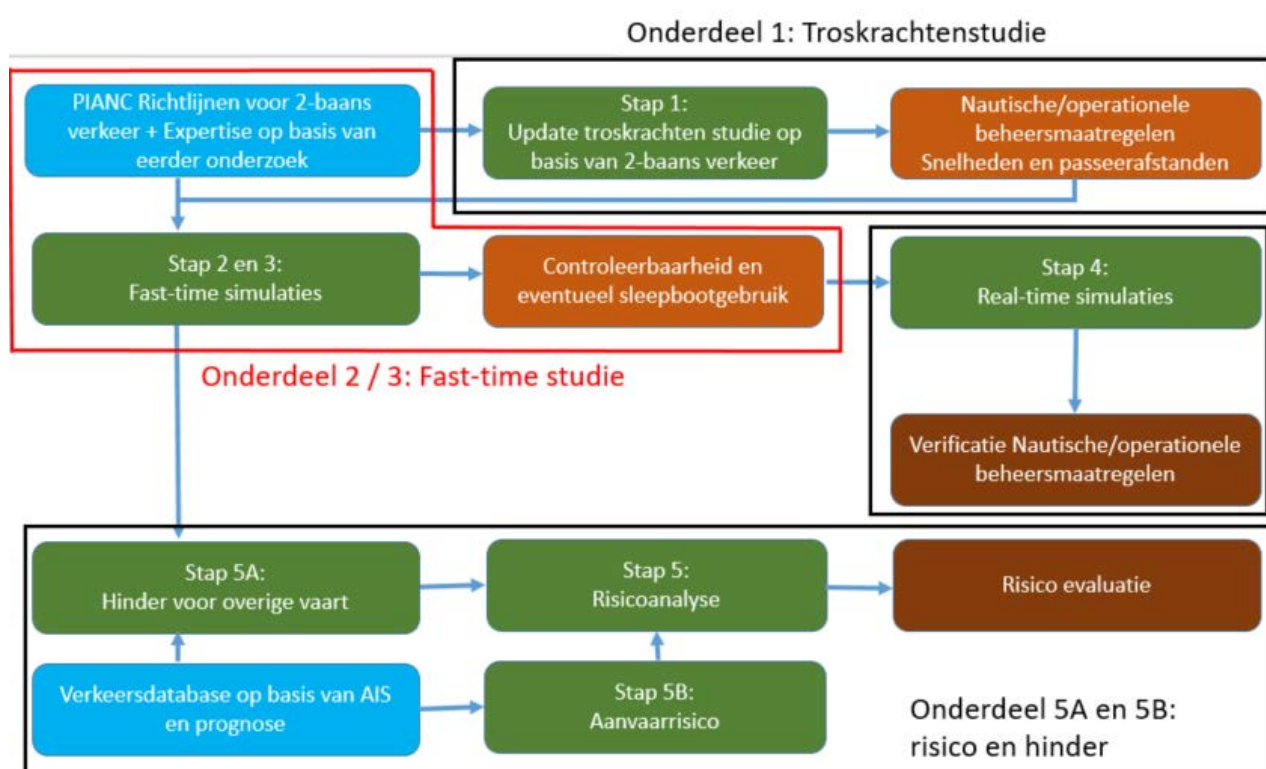 Onderdeel 1: Troskrachtenstudie
PIANC Richtlijnen voor 2-baans
verkeer + Expertise op basis van
eerder onderzoek
Stap 1:
Update troskrachten studie op
basis van 2-baans verkeer
Nautische/operationele
beheersmaatregelen
Snelheden en passeerafstanden
Stap 2 en 3:
Fast-time simulaties
Controleerbaarheid en
eventueel sleepbootgebruik
Stap 4:
Real-time simulaties
Onderdeel 2 / 3: Fast-time studie
Verificatie Nautische/operationele
beheersmaatregelen
Stap 5A:
Hinder voor overige vaart
Stap 5:
Risicoanalyse
Risico evaluatie
Verkeersdatabase op basis van AIS
en prognose
Stap 5B:
Aanvaarrisico
Onderdeel 5A en 5B:
risico en hinder